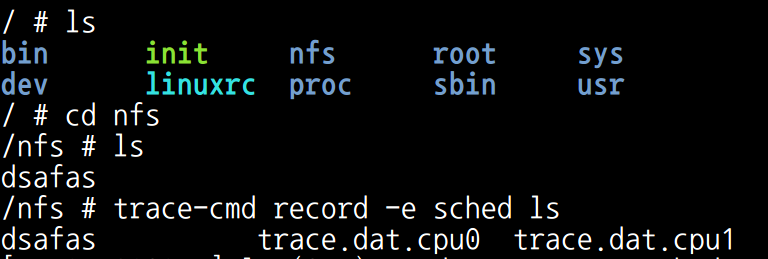 / # ls
bin init nfs root sys
dev linuxrc proc sbin usr
/ # cd nfs
/nfs # ls
dsafas
/nfs # trace-cmd record -e sched ls
dsafas trace.dat.cpu0 trace.dat.cpu1